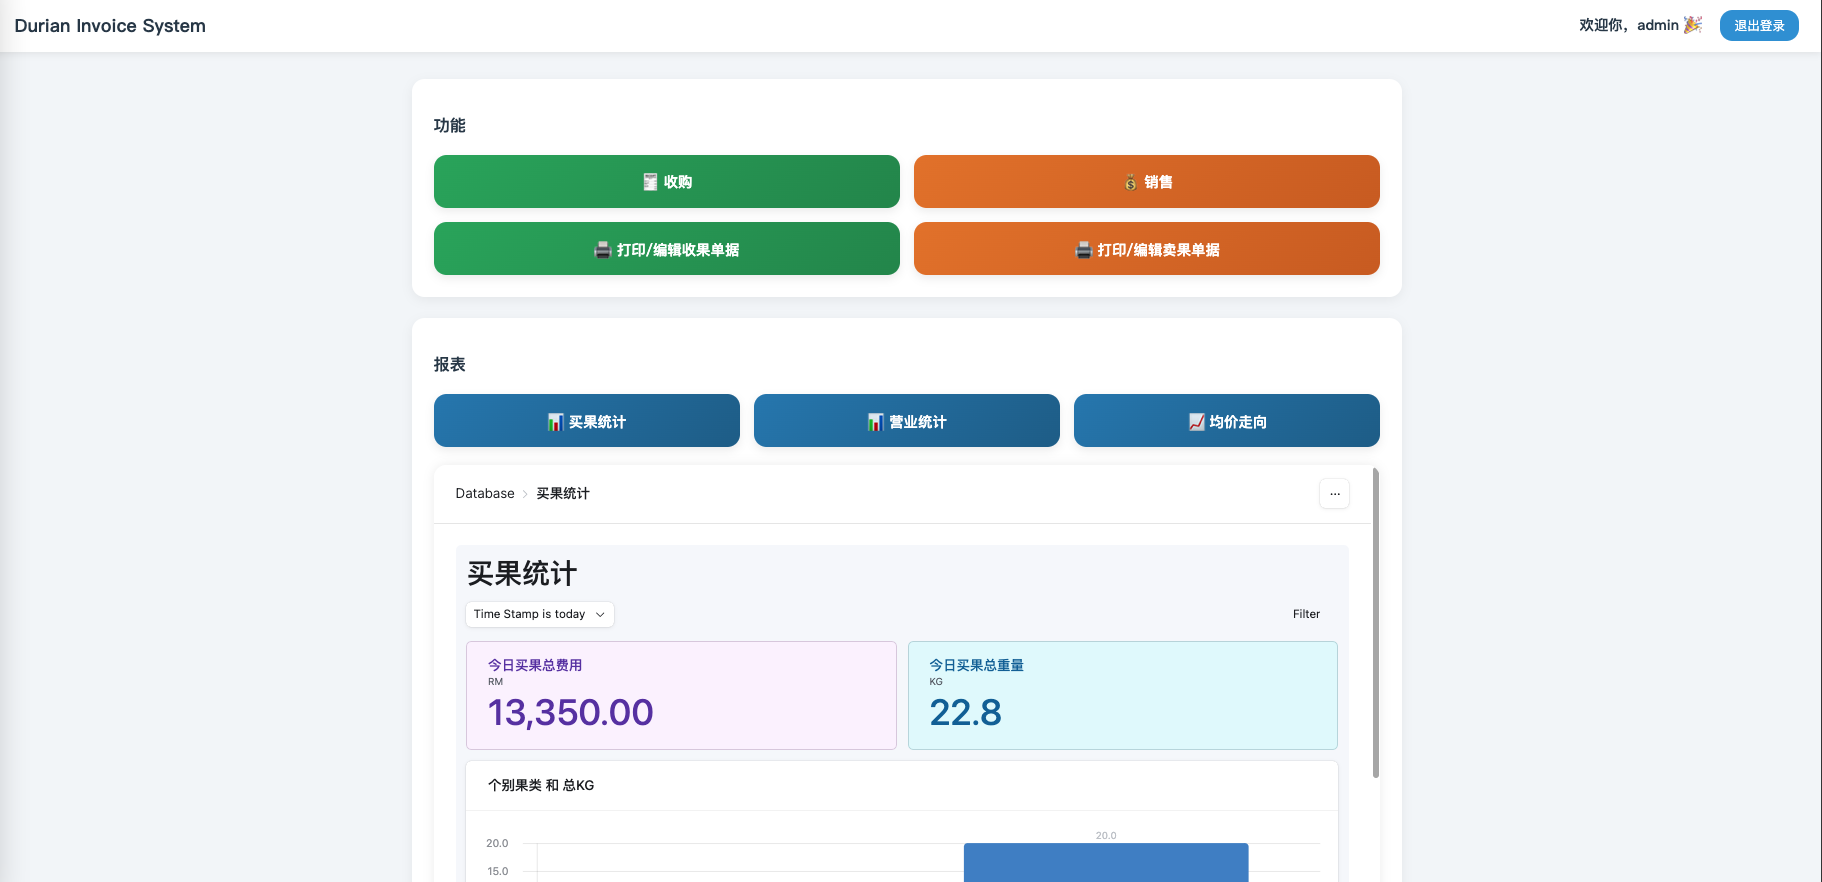 Durian Invoice System
欢迎你，admin 🎉
退出登录
功能
🧾 收购
💰 销售
🖨️ 打印/编辑收果单据
🖨️ 打印/编辑卖果单据
报表
📊 买果统计
📊 营业统计
📈 均价走向
Database > 买果统计
...
买果统计
Time Stamp is today
Filter
今日买果总费用
RM
13,350.00
今日买果总重量
KG
22.8
个别果类 和 总KG
20.0
20.0
15.0